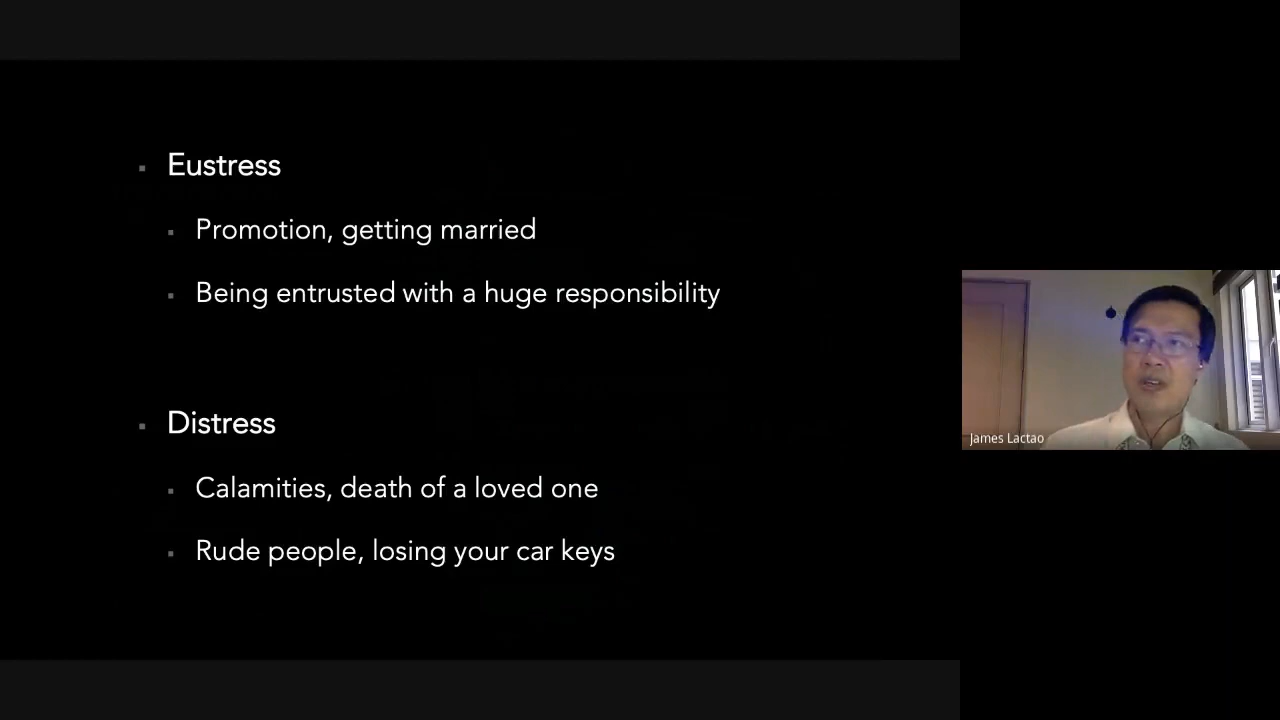 Eustress
Promotion, getting married
Being entrusted with a huge responsibility
Distress
Calamities, death of a loved one
Rude people, losing your car keys
James Lactao